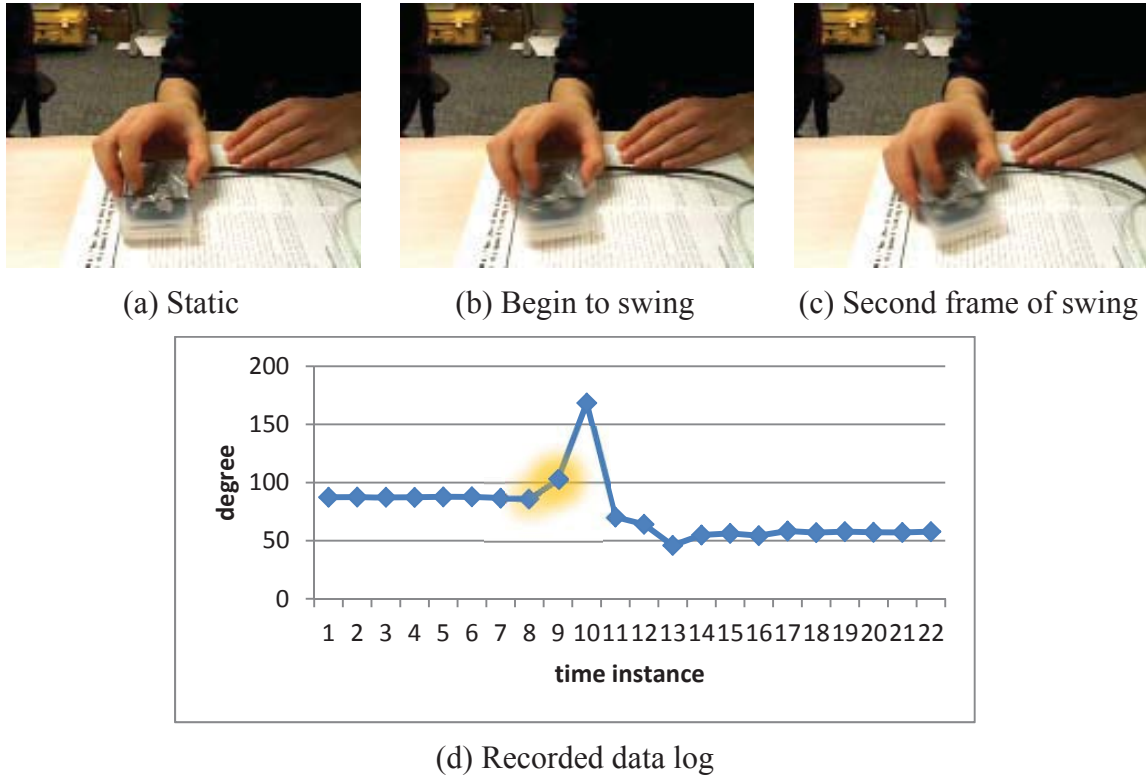 (a) Static
(b) Begin to swing
(c) Second frame of swing
200
150
100
50
0
degree
1 2 3 4 5 6 7 8 9 10 11 12 13 14 15 16 17 18 19 20 21 22
time instance
(d) Recorded data log